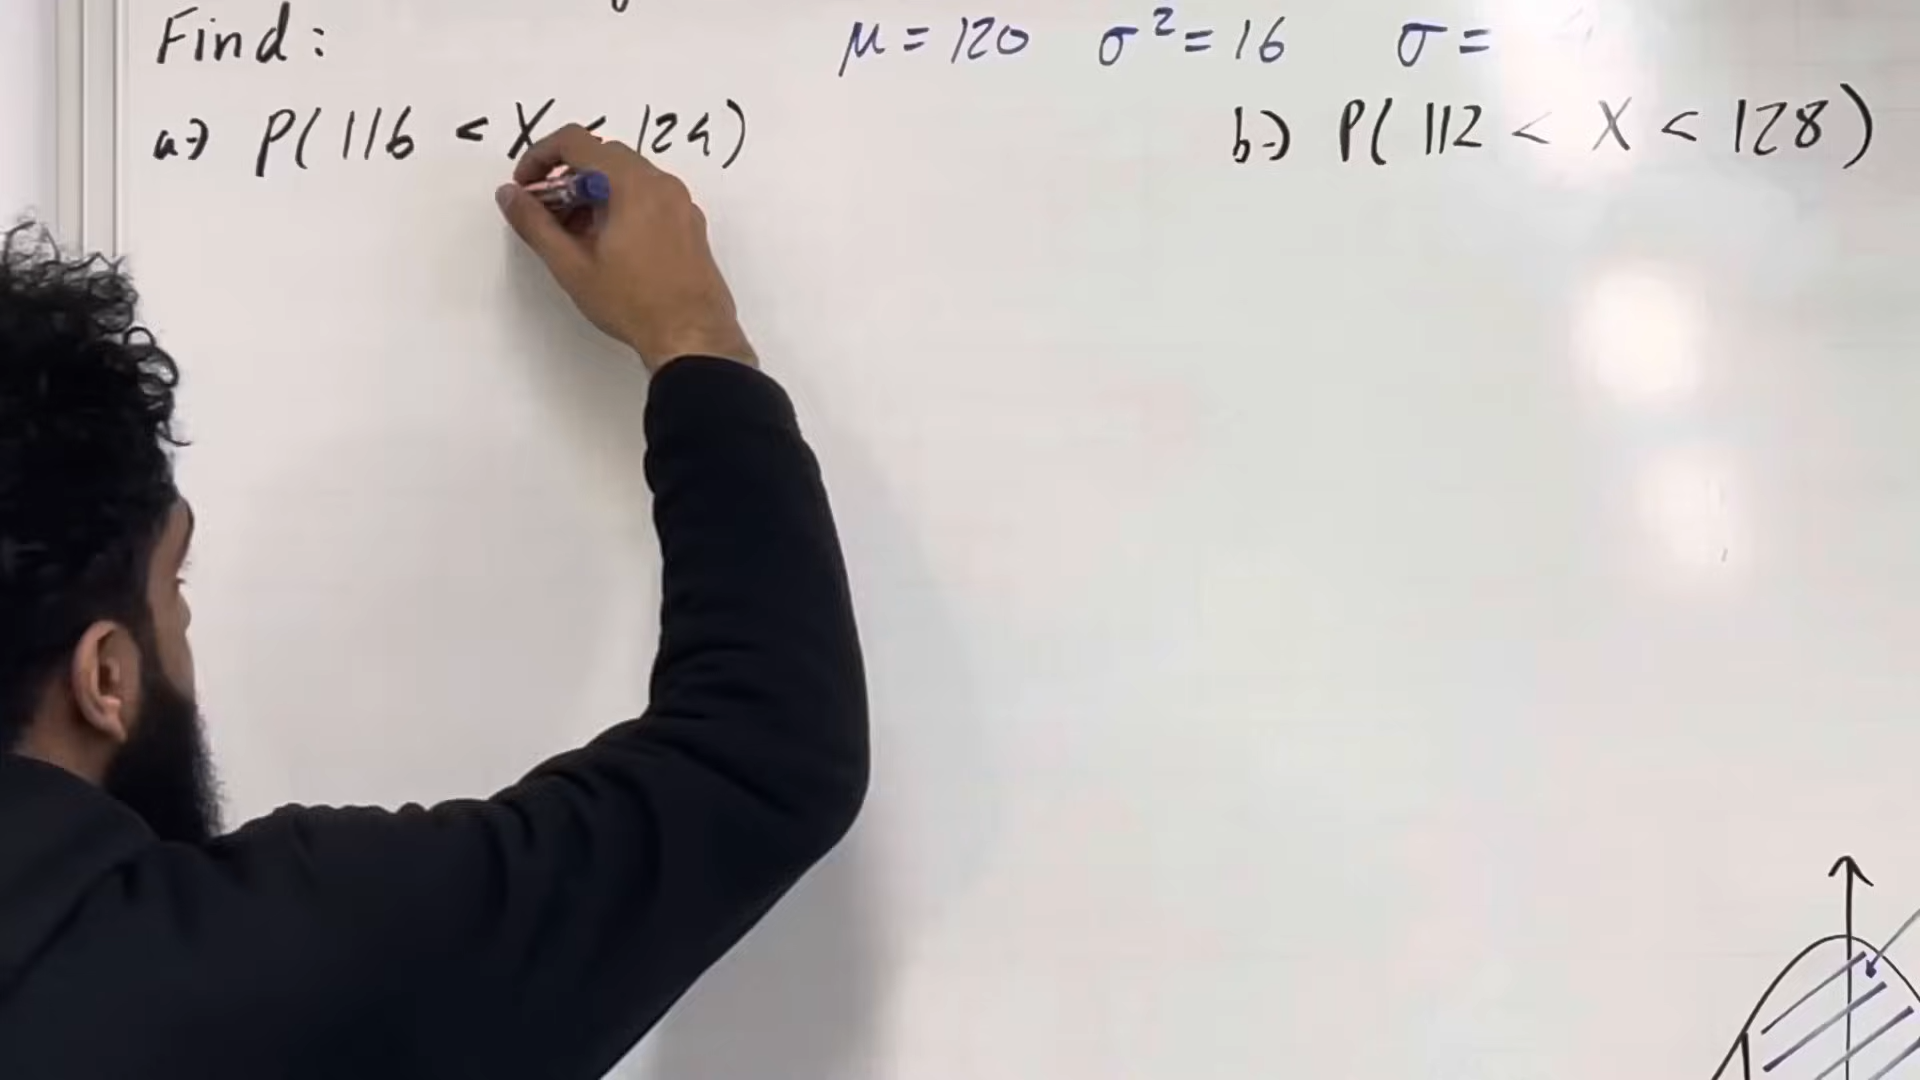 Find:
μ = 120 σ² = 16 σ =
a-) P( 116 < X < 124)
b-) P( 112 < X < 128)